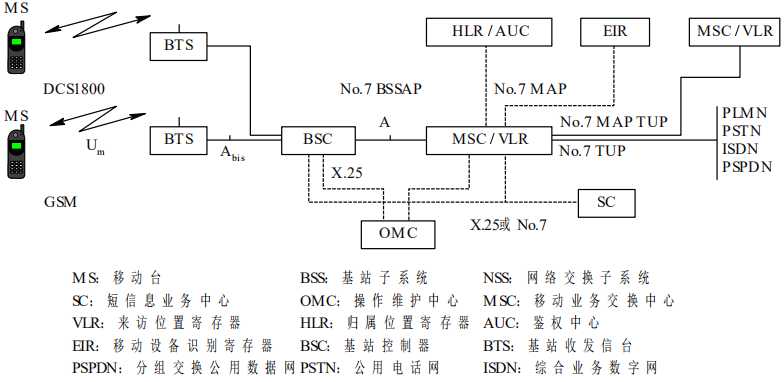 MS
HLR / AUC
EIR
MSC / VLR
BTS
DCS1800
No.7 BSSAP
No.7 MAP
MS
A
No.7 MAP TUP
PLMN
PSTN
ISDN
PSPDN
Um
BTS
Abis
BSC
MSC / VLR
No.7 TUP
X.25
GSM
SC
X.25或 No.7
OMC
MS：移动台 BSS：基站子系统 NSS：网络交换子系统
SC：短信息业务中心 OMC：操作维护中心 MSC：移动业务交换中心
VLR：来访位置寄存器 HLR：归属位置寄存器 AUC：鉴权中心
EIR：移动设备识别寄存器 BSC：基站控制器 BTS：基站收发信台
PSPDN：分组交换公用数据网 PSTN：公用电话网 ISDN：综合业务数字网